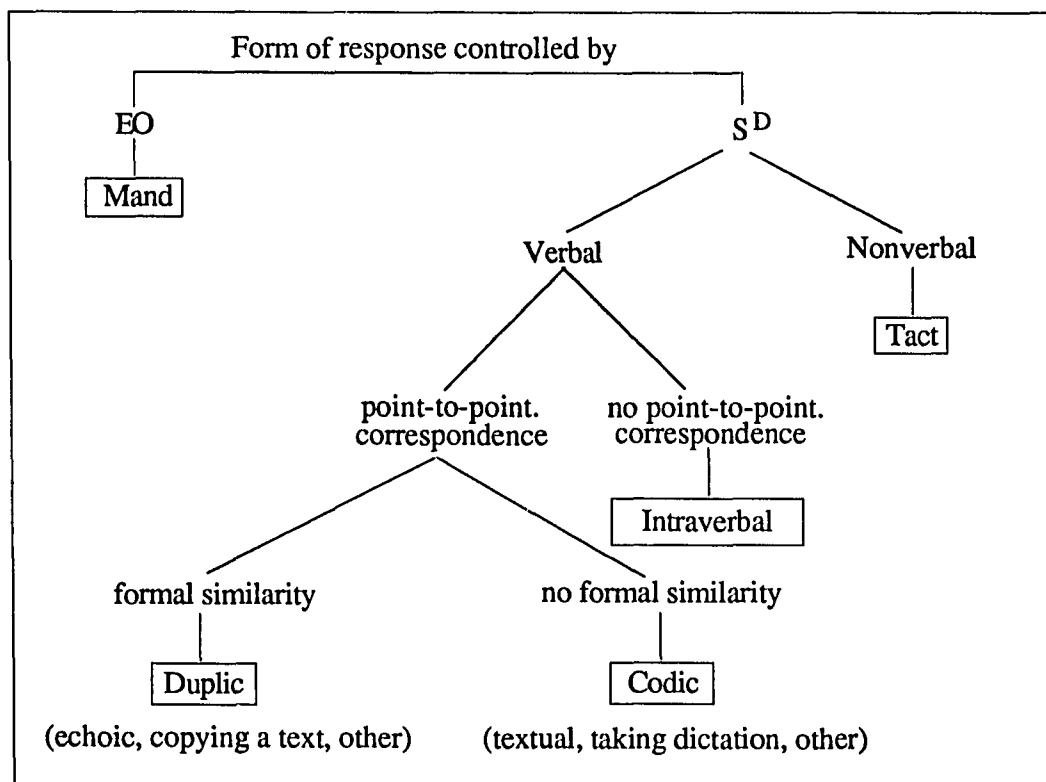 Form of response controlled by
EO
S^D
Mand
Verbal
Nonverbal
Tact
point-to-point.
correspondence
no point-to-point.
correspondence
Intraverbal
formal similarity
no formal similarity
Duplic
Codic
(echoic, copying a text, other)
(textual, taking dictation, other)